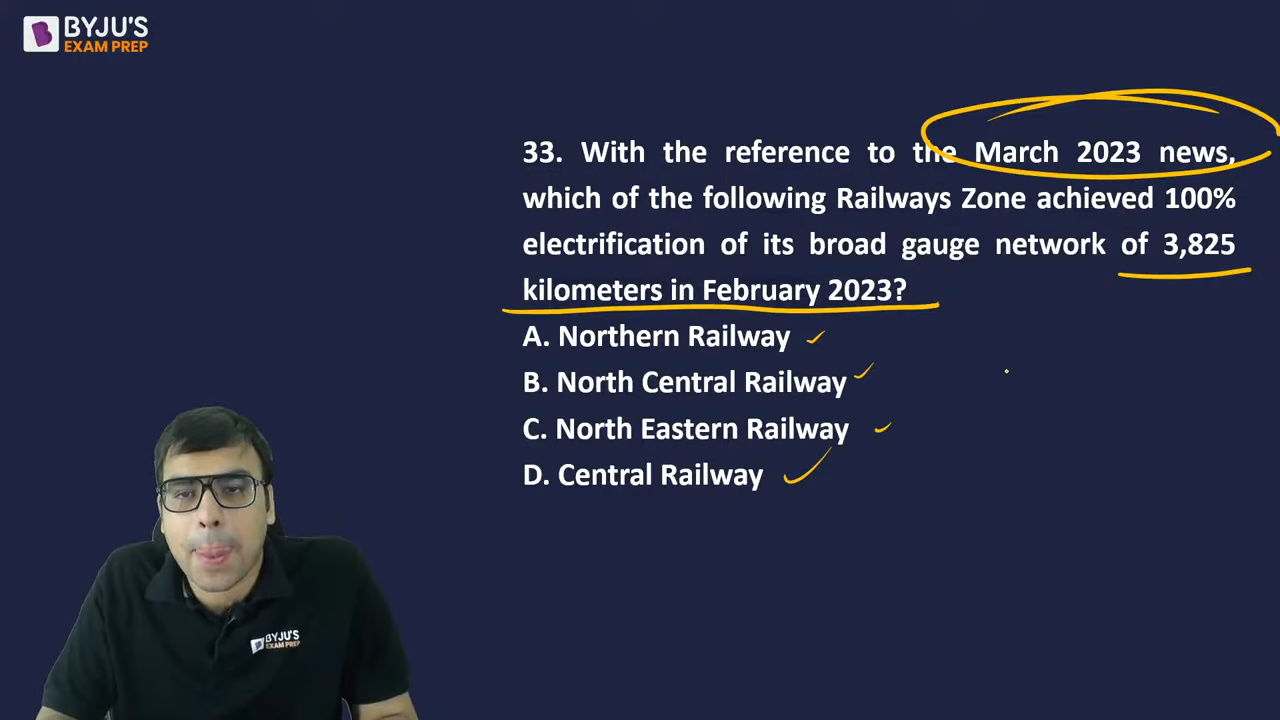 BYJU'S
EXAM PREP
33. With the reference to the March 2023 news,
which of the following Railways Zone achieved 100%
electrification of its broad gauge network of 3,825
kilometers in February 2023?
A. Northern Railway
B. North Central Railway
C. North Eastern Railway
D. Central Railway
BYJU'S
EXAM PREP